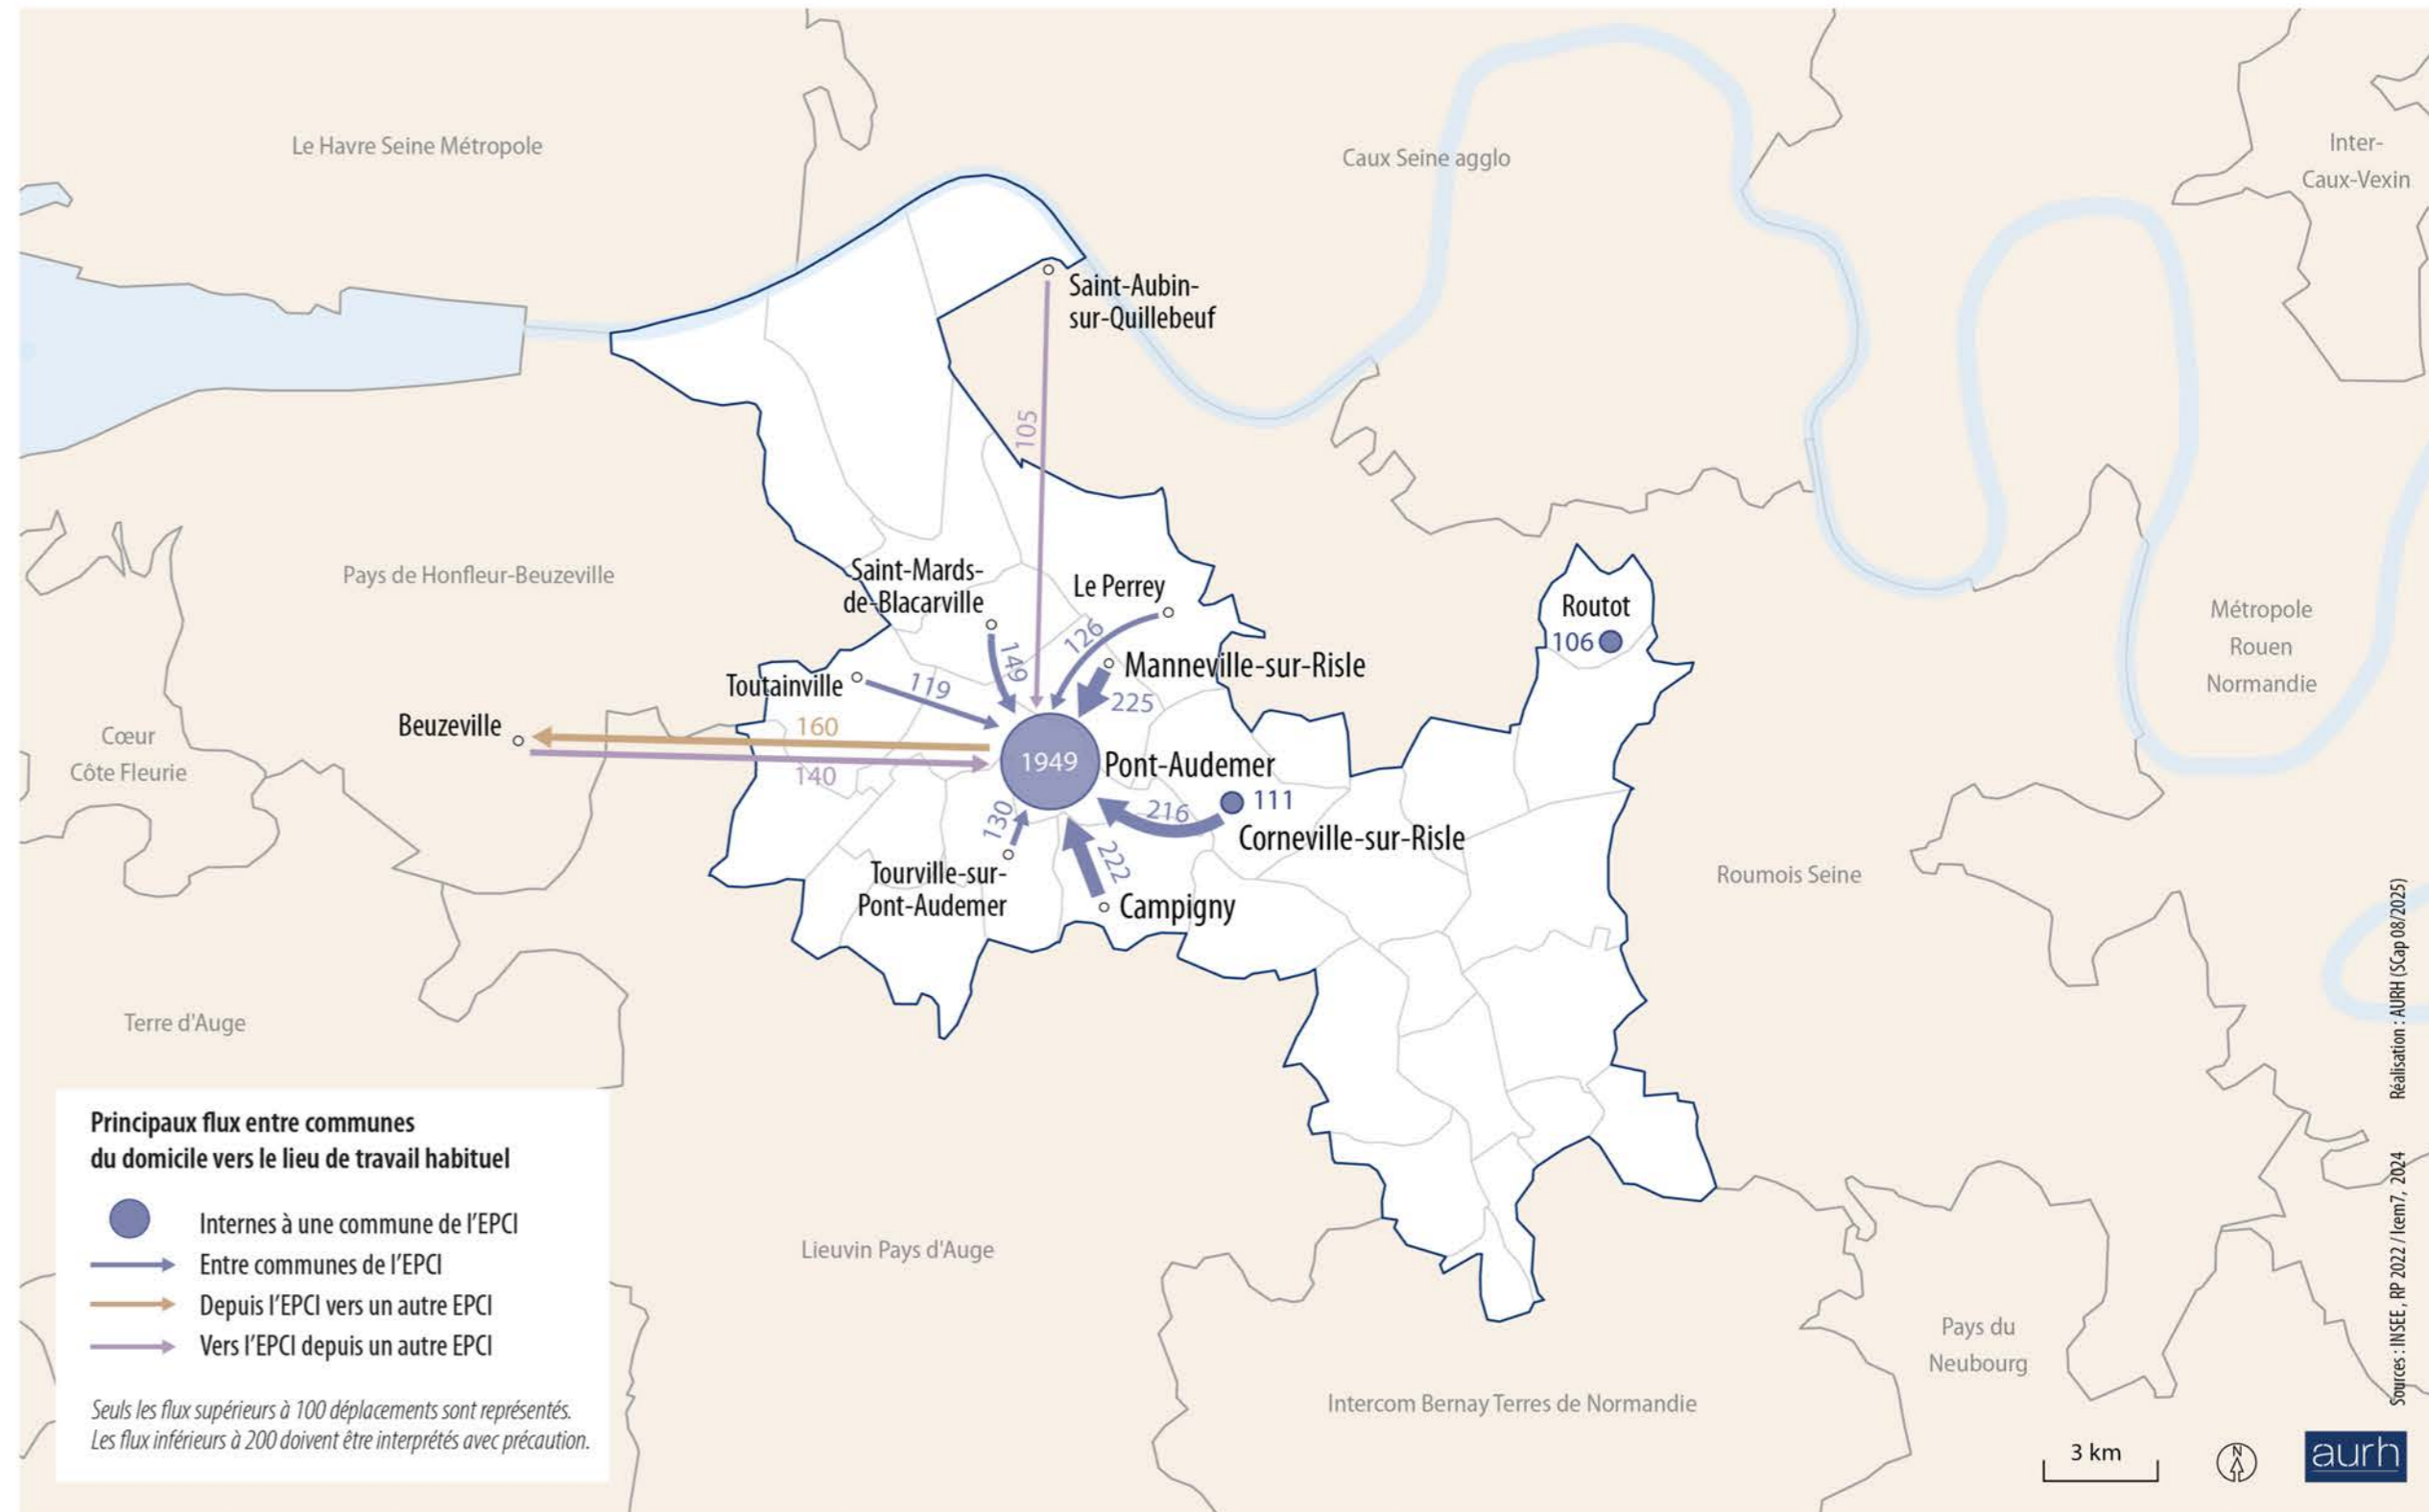 Le Havre Seine Métropole
Caux Seine agglo
Inter-
Caux-Vexin
Saint-Aubin-
sur-Quillebeuf
105
Pays de Honfleur-Beuzeville
Saint-Mards-
de-Blacarville
Le Perrey
Routot
106
Métropole
Rouen
Normandie
149
126
Manneville-sur-Risle
225
Toutainville
119
Beuzeville
160
140
Cœur
Côte Fleurie
1949
Pont-Audemer
111
216
Corneville-sur-Risle
130
222
Tourville-sur-
Pont-Audemer
Campigny
Roumois Seine
Terre d'Auge
Lieuvin Pays d'Auge
Pays du
Neubourg
Intercom Bernay Terres de Normandie
Principaux flux entre communes
du domicile vers le lieu de travail habituel
Internes à une commune de l'EPCI
Entre communes de l'EPCI
Depuis l'EPCI vers un autre EPCI
Vers l'EPCI depuis un autre EPCI
Seuls les flux supérieurs à 100 déplacements sont représentés.
Les flux inférieurs à 200 doivent être interprétés avec précaution.
3 km
N
aurh
Sources : INSEE, RP 2022 / Icem7, 2024 Réalisation : AURH (SCap 08/2025)